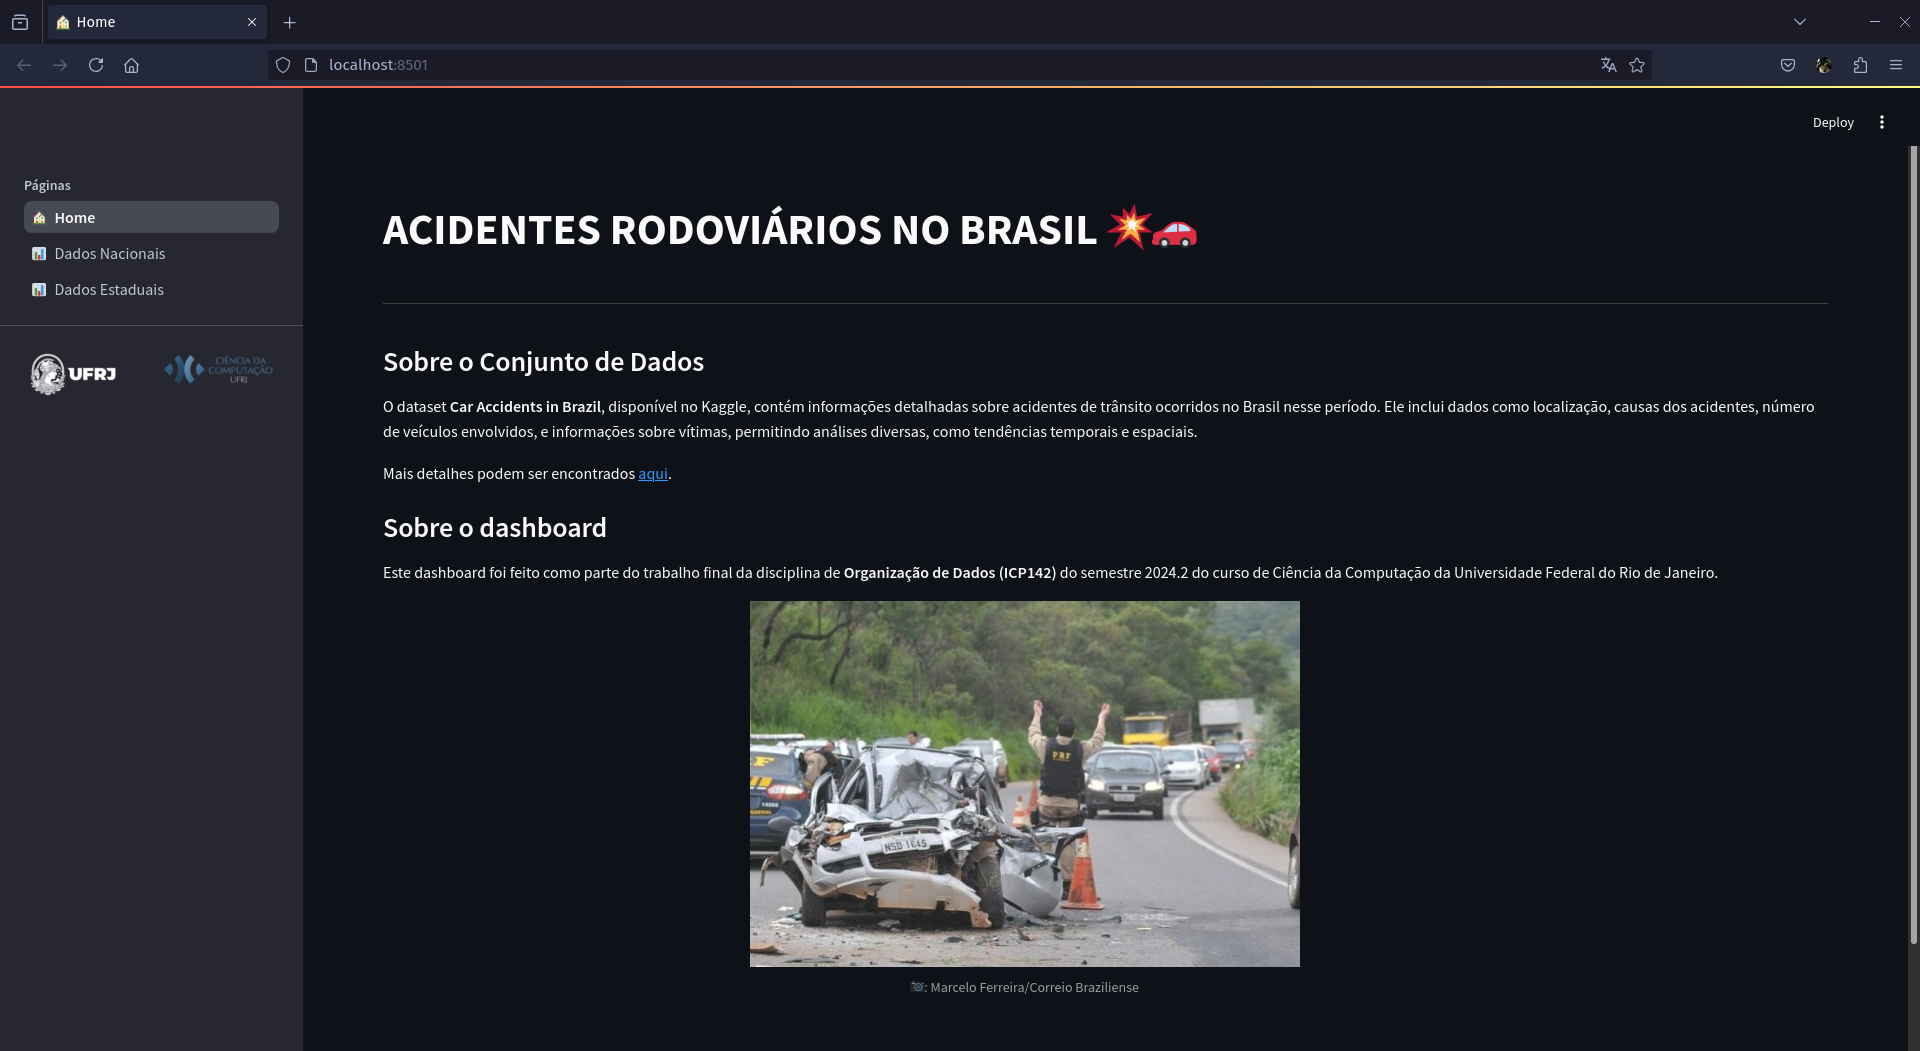 Home
localhost:8501
Deploy
Páginas
Home
Dados Nacionais
Dados Estaduais
UFRJ
CIÊNCIA DA
COMPUTAÇÃO
UFRJ
ACIDENTES RODOVIÁRIOS NO BRASIL 💥🚗
Sobre o Conjunto de Dados
O dataset Car Accidents in Brazil, disponível no Kaggle, contém informações detalhadas sobre acidentes de trânsito ocorridos no Brasil nesse período. Ele inclui dados como localização, causas dos acidentes, número
de veículos envolvidos, e informações sobre vítimas, permitindo análises diversas, como tendências temporais e espaciais.
Mais detalhes podem ser encontrados aqui.
Sobre o dashboard
Este dashboard foi feito como parte do trabalho final da disciplina de Organização de Dados (ICP142) do semestre 2024.2 do curso de Ciência da Computação da Universidade Federal do Rio de Janeiro.
PRF
📷: Marcelo Ferreira/Correio Braziliense